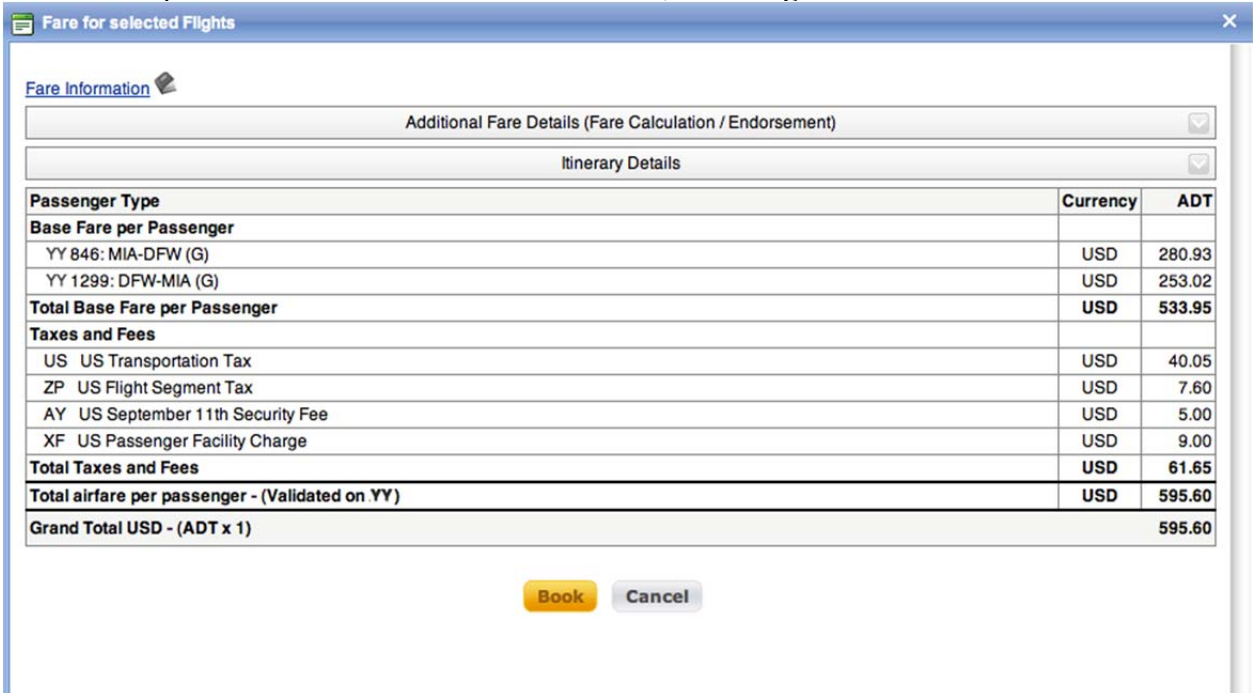 Fare for selected Flights
Fare Information
Additional Fare Details (Fare Calculation / Endorsement)
Itinerary Details
Passenger Type Currency ADT
Base Fare per Passenger
YY 846: MIA-DFW (G) USD 280.93
YY 1299: DFW-MIA (G) USD 253.02
Total Base Fare per Passenger USD 533.95
Taxes and Fees
US US Transportation Tax USD 40.05
ZP US Flight Segment Tax USD 7.60
AY US September 11th Security Fee USD 5.00
XF US Passenger Facility Charge USD 9.00
Total Taxes and Fees USD 61.65
Total airfare per passenger - (Validated on YY) USD 595.60
Grand Total USD - (ADT x 1) 595.60
Book Cancel